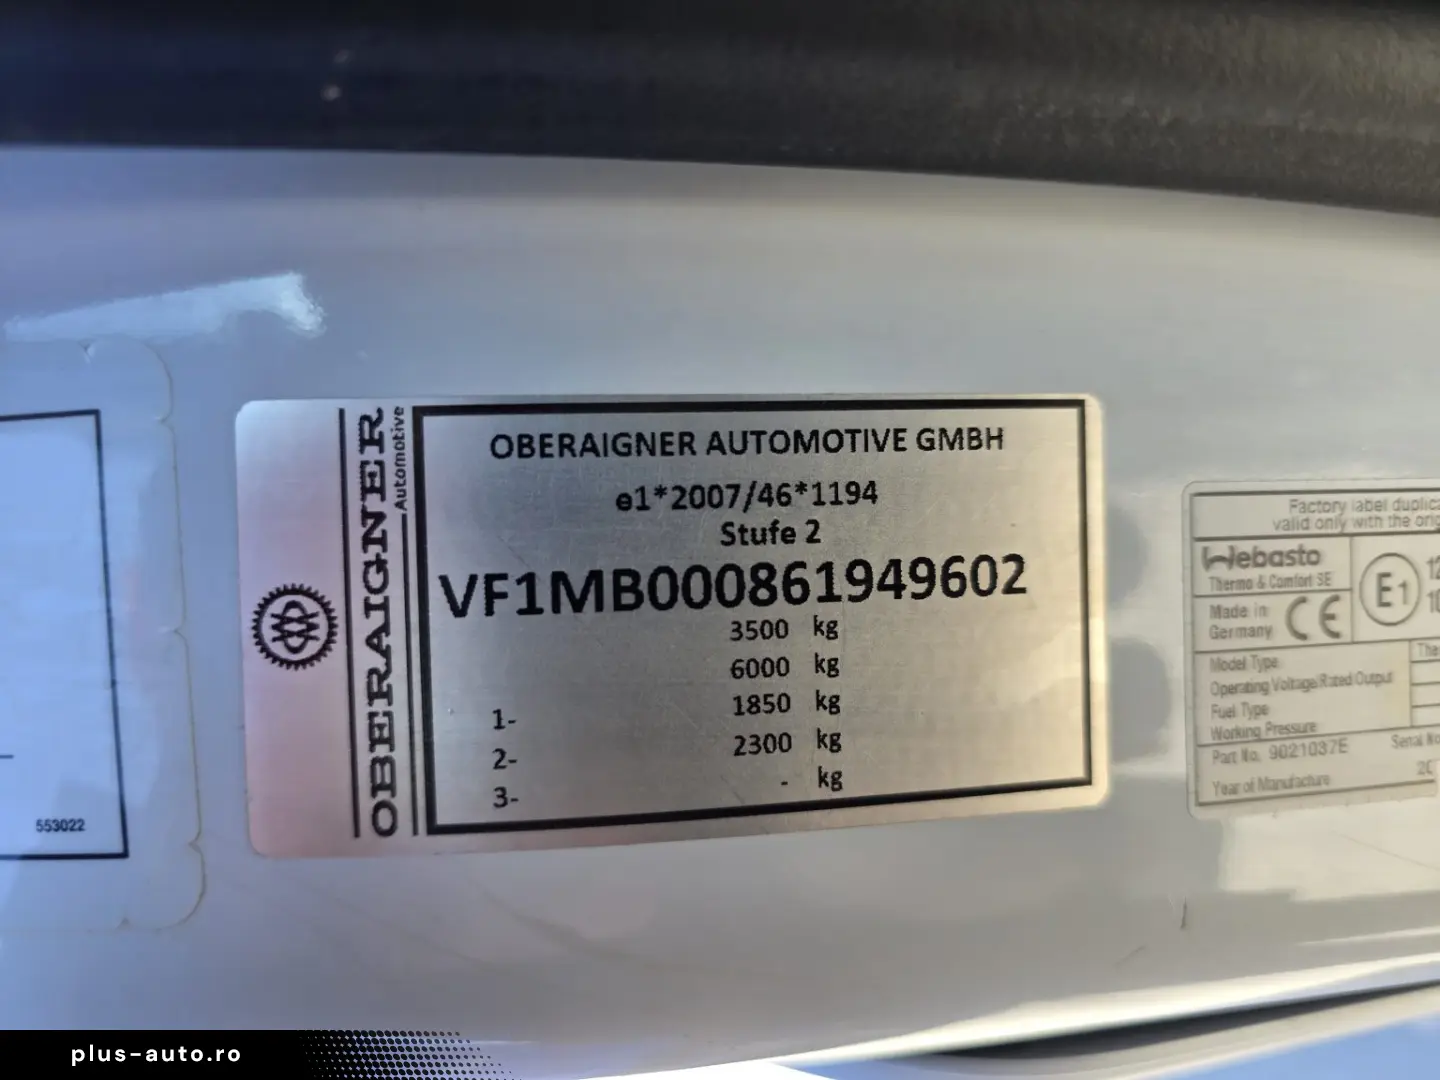 553022
OBERAIGNER
Automotive
OBERAIGNER AUTOMOTIVE GMBH
e1*2007/46*1194
Stufe 2
VF1MB000861949602
3500 kg
6000 kg
1- 1850 kg
2- 2300 kg
3- - kg
Factory label
valid only with the
Webasto
Thermo & Comfort SE
Made in
Germany
CE
E1
Model Type
Operating Voltage/Rated Output
Fuel Type
Working Pressure
Part No. 9021037E
Year of Manufacture
plus-auto.ro